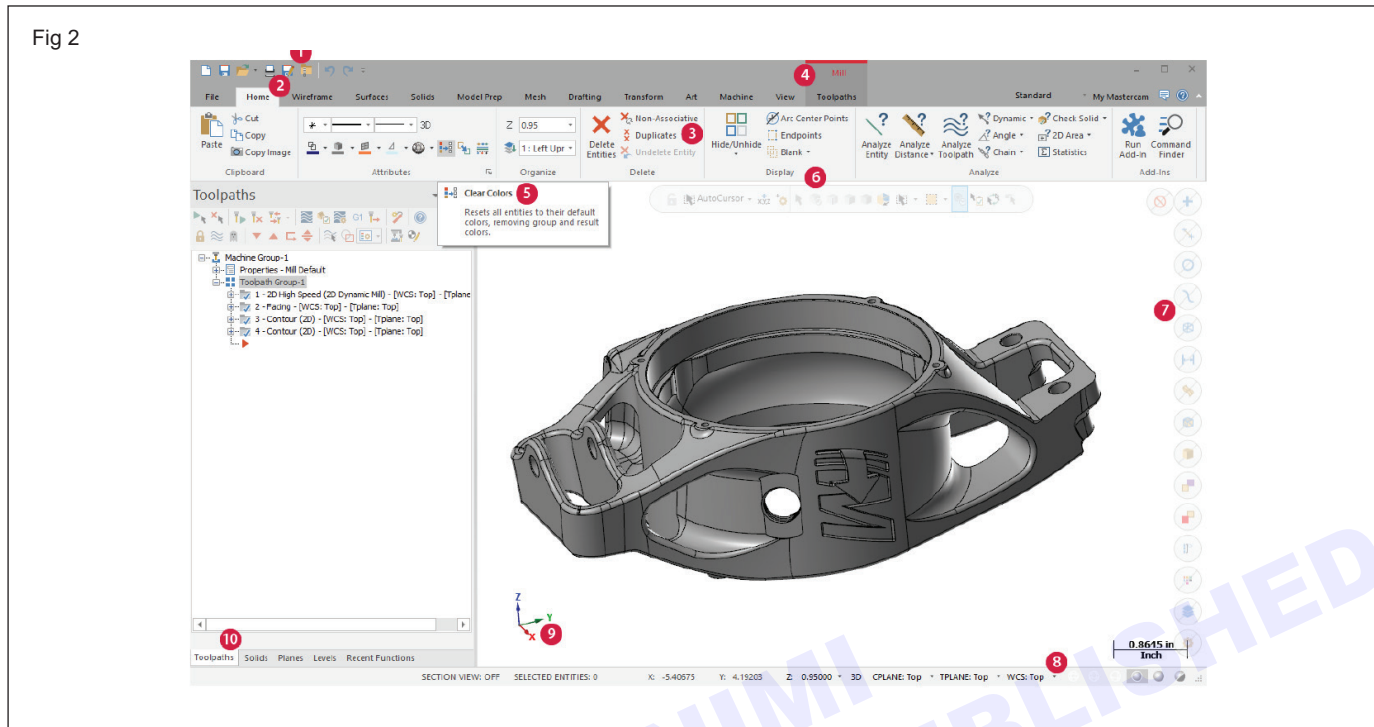 Fig 2
1
2
4
Mill
File Home Wireframe Surfaces Solids Model Prep Mesh Drafting Transform Art Machine View Toolpaths Standard My Mastercam
Paste
Cut
Copy
Copy Image
3D
Z 0.95
1 : Left Upr
Delete Entities
Non-Associative
Duplicates 3
Undelete Entity
Hide/Unhide
Arc Center Points
Endpoints
Blank
Analyze Entity
Analyze Distance
Analyze Toolpath
Dynamic
Angle
Chain
Check Solid
2D Area
Statistics
Run Add-In
Command Finder
Clipboard Attributes Organize Delete Display Analyze Add-Ins
6
Toolpaths
Clear Colors 5
Resets all entities to their default
colors, removing group and result
colors.
AutoCursor
G1
Machine Group-1
Properties - Mill Default
Toolpath Group-1
1 - 2D High Speed (2D Dynamic Mill) - [WCS: Top] - [Tplane
2 - Facing - [WCS: Top] - [Tplane: Top]
3 - Contour (2D) - [WCS: Top] - [Tplane: Top]
4 - Contour (2D) - [WCS: Top] - [Tplane: Top]
7
Z
Y
X
9
10
0.8645 in
Inch
8
Toolpaths Solids Planes Levels Recent Functions
SECTION VIEW: OFF SELECTED ENTITIES: 0 X: -5.40675 Y: 4.19203 Z: 0.95000 3D CPLANE: Top TPLANE: Top WCS: Top
NIMI
PUBLISHED